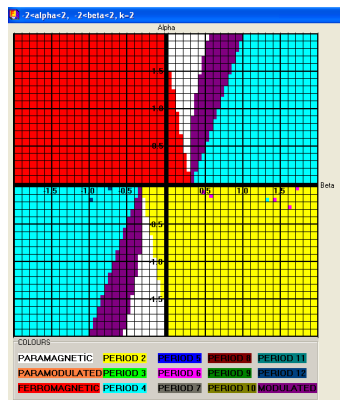 -2<alpha<2, -2<beta<2, k-2
Alpha
1.5
1.0
0.5
Beta
-1.5 -1.0 -0.5 0.5 1.0 1.5
-0.5
-1.0
-1.5
COLOURS
PARAMAGNETIC PERIOD 2 PERIOD 5 PERIOD 8 PERIOD 11
PARAMODULATED PERIOD 3 PERIOD 6 PERIOD 9 PERIOD 12
FERROMAGNETIC PERIOD 4 PERIOD 7 PERIOD 10 MODULATED